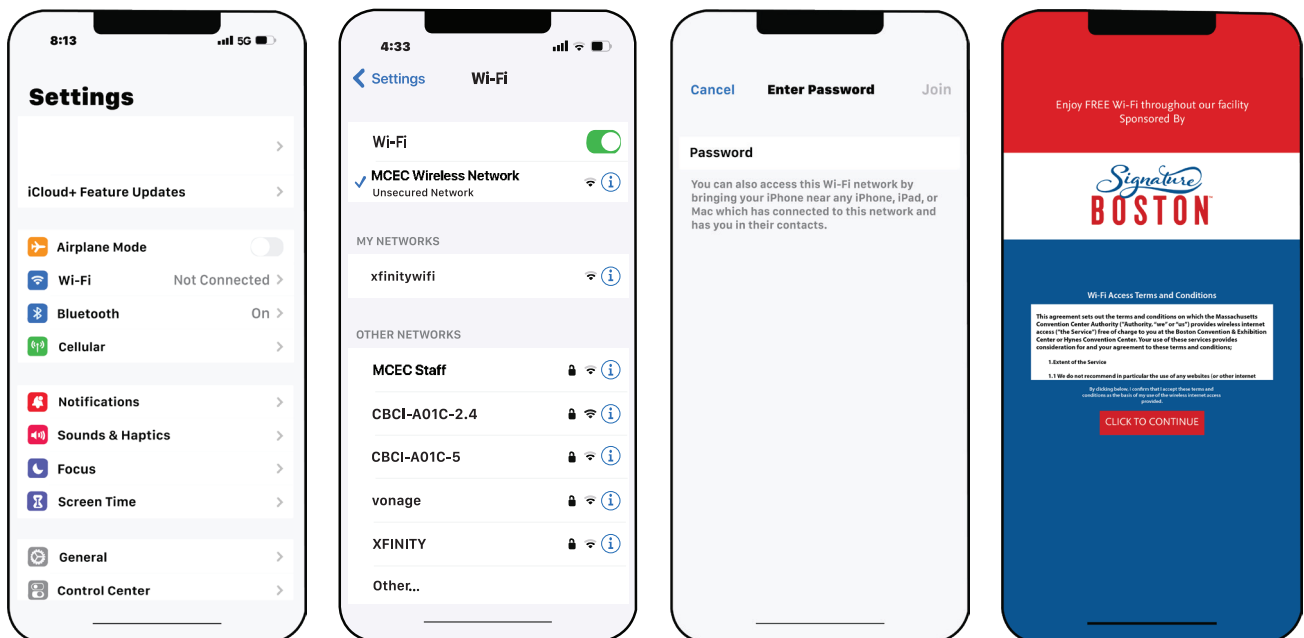 8:13
5G
Settings
iCloud+ Feature Updates
Airplane Mode
Wi-Fi Not Connected
Bluetooth On
Cellular
Notifications
Sounds & Haptics
Focus
Screen Time
General
Control Center
4:33
Settings Wi-Fi
Wi-Fi
MCEC Wireless Network
Unsecured Network
MY NETWORKS
xfinitywifi
OTHER NETWORKS
MCEC Staff
CBCI-A01C-2.4
CBCI-A01C-5
vonage
XFINITY
Other...
Cancel Enter Password Join
Password
You can also access this Wi-Fi network by
bringing your iPhone near any iPhone, iPad, or
Mac which has connected to this network and
has you in their contacts.
Enjoy FREE Wi-Fi throughout our facility
Sponsored By
Signature
BOSTON
Wi-Fi Access Terms and Conditions
This agreement sets out the terms and conditions on which the Massachusetts
Convention Center Authority ("Authority, "we" or "us") provides wireless internet
access ("the Service") free of charge to you at the Boston Convention & Exhibition
Center or Hynes Convention Center. Your use of these services provides
consideration for and your agreement to these terms and conditions;
1.Extent of the Service
1.1 We do not recommend in particular the use of any websites (or other internet
By clicking below, I confirm that I accept these terms and
conditions as the basis of my use of the wireless internet access
provided.
CLICK TO CONTINUE